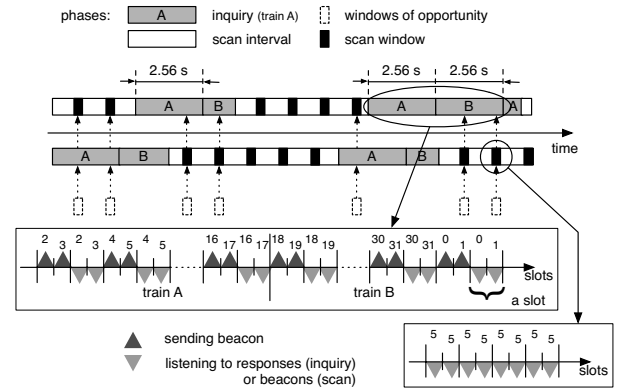 phases: A inquiry (train A) windows of opportunity
scan interval scan window
2.56 s 2.56 s 2.56 s
A B A B A
time
A B A B
2 3 2 3 4 5 4 5 16 17 16 17 18 19 18 19 30 31 30 31 0 1 0 1
slots
train A train B a slot
sending beacon
listening to responses (inquiry)
or beacons (scan)
5 5 5 5 5 5 5 5
slots